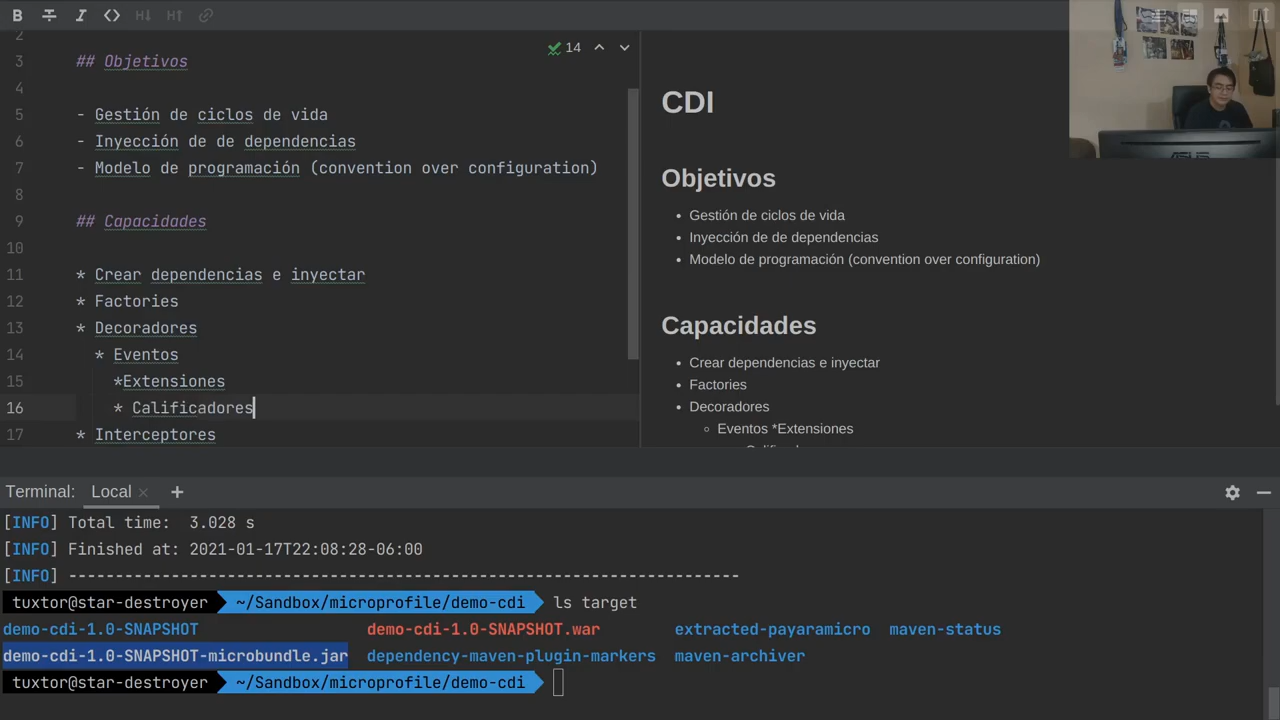 B S I <> H↓ H↑
2
3 ## Objetivos
14
4
5 - Gestión de ciclos de vida
6 - Inyección de de dependencias
7 - Modelo de programación (convention over configuration)
8
9 ## Capacidades
10
11 * Crear dependencias e inyectar
12 * Factories
13 * Decoradores
14 * Eventos
15 *Extensiones
16 * Calificadores
17 * Interceptores
CDI
Objetivos
• Gestión de ciclos de vida
• Inyección de de dependencias
• Modelo de programación (convention over configuration)
Capacidades
• Crear dependencias e inyectar
• Factories
• Decoradores
◦ Eventos *Extensiones
ASUS
Terminal: Local × +
[INFO] Total time: 3.028 s
[INFO] Finished at: 2021-01-17T22:08:28-06:00
[INFO] ------------------------------------------------------------------------
tuxtor@star-destroyer ~/Sandbox/microprofile/demo-cdi ls target
demo-cdi-1.0-SNAPSHOT demo-cdi-1.0-SNAPSHOT.war extracted-payaramicro maven-status
demo-cdi-1.0-SNAPSHOT-microbundle.jar dependency-maven-plugin-markers maven-archiver
tuxtor@star-destroyer ~/Sandbox/microprofile/demo-cdi